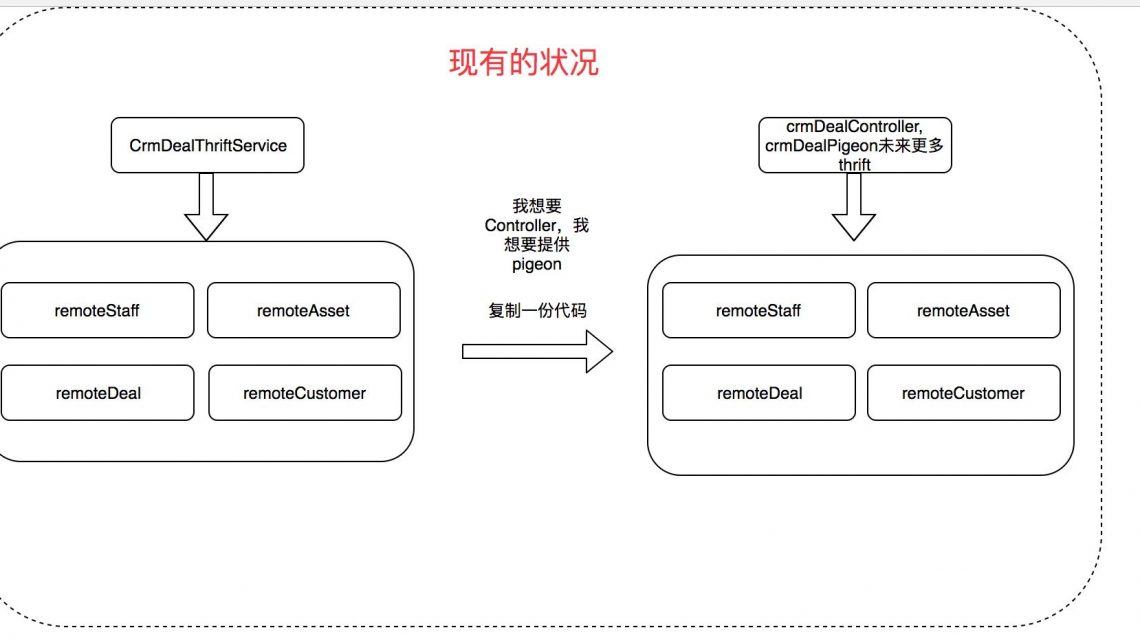 现有的状况
CrmDealThriftService
crmDealController,
crmDealPigeon未来更多
thrift
我想要
Controller，我
想要提供
pigeon
复制一份代码
remoteStaff
remoteAsset
remoteDeal
remoteCustomer
remoteStaff
remoteAsset
remoteDeal
remoteCustomer